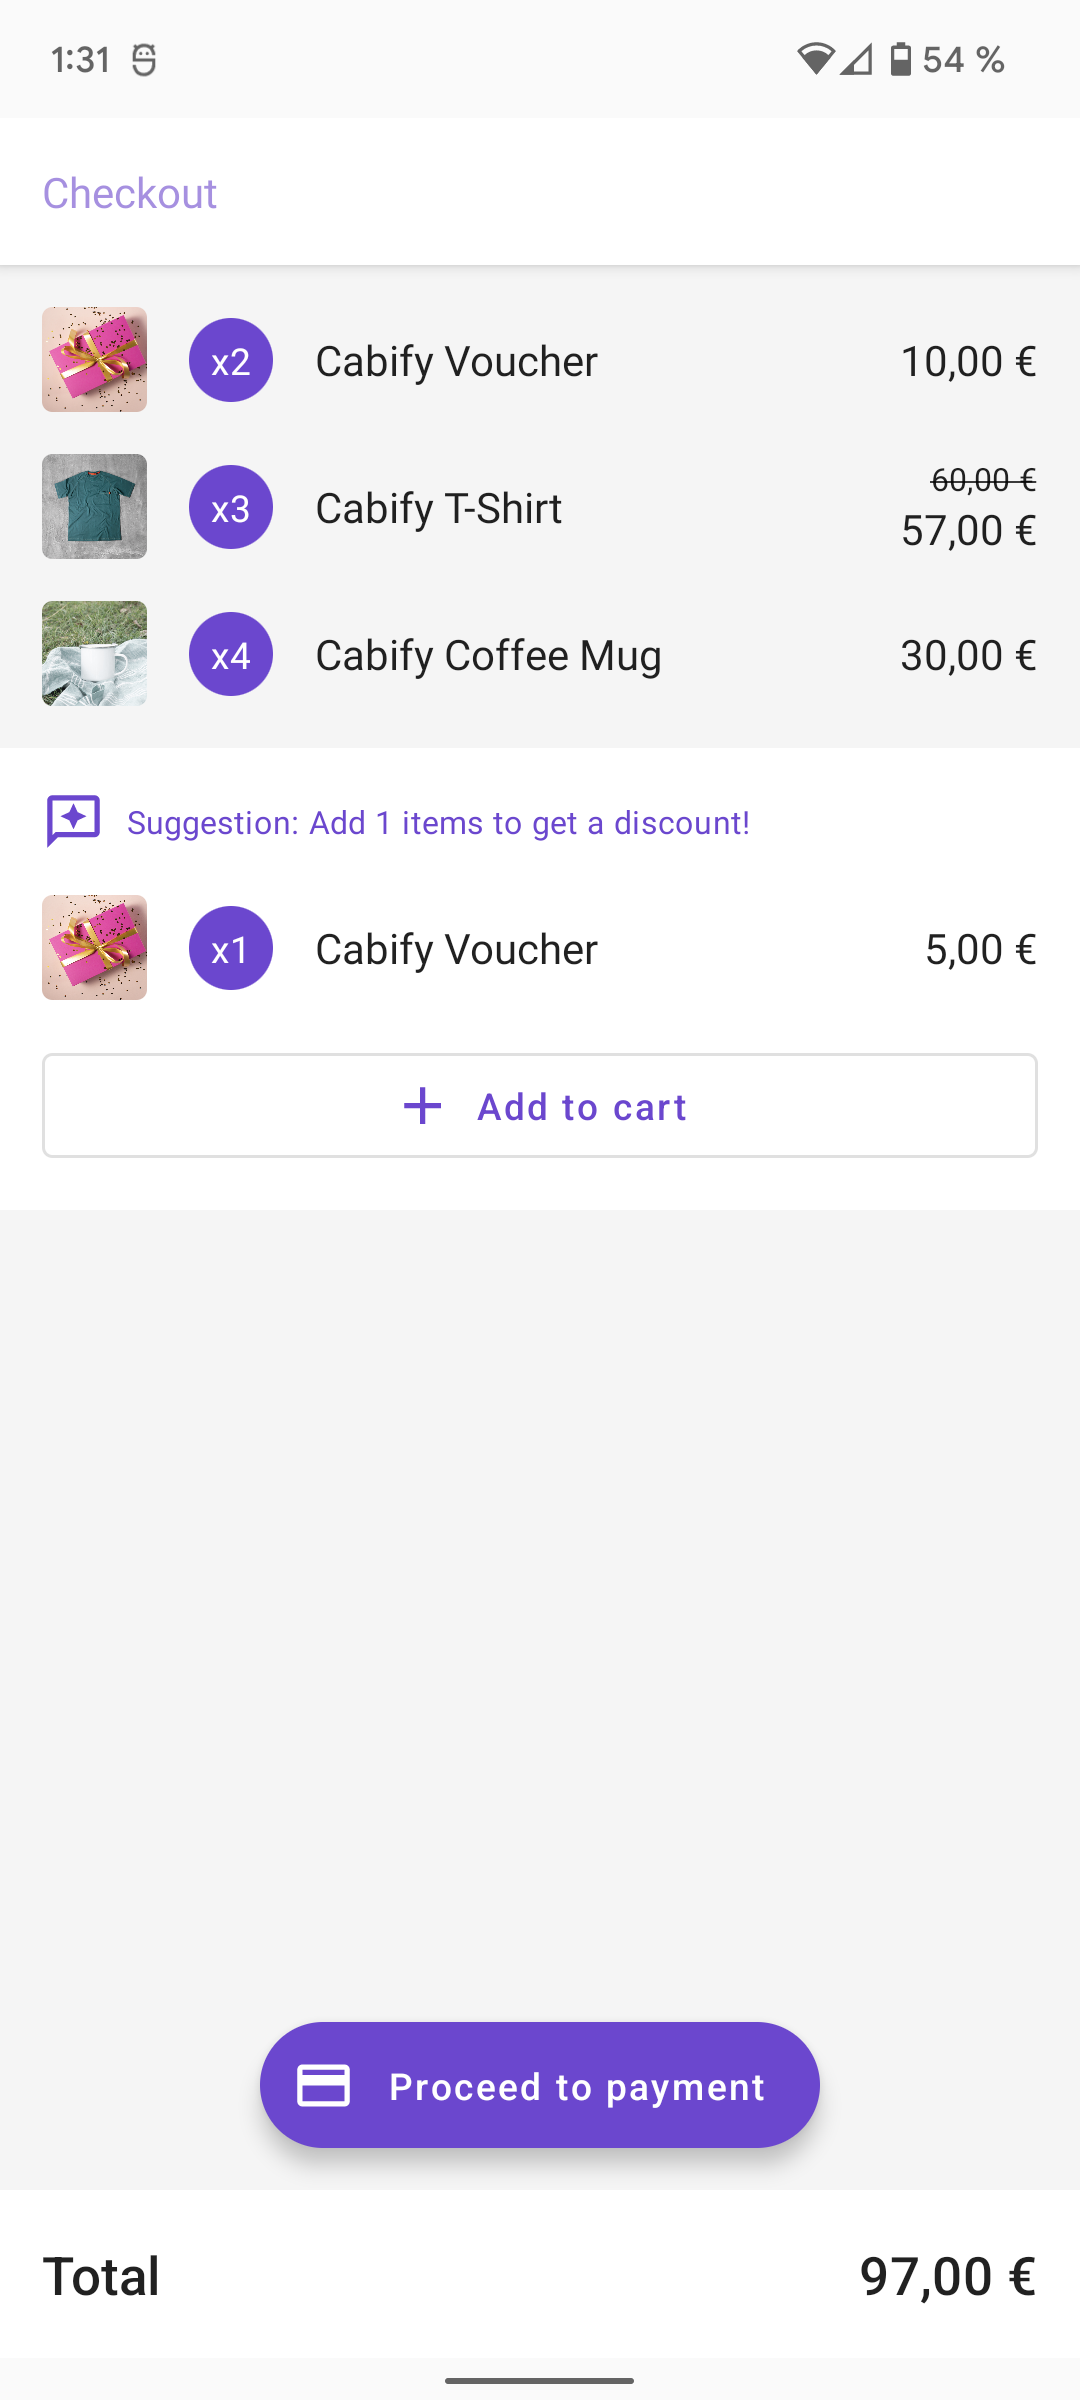 1:31 54 %
Checkout
x2 Cabify Voucher 10,00 €
60,00 €
x3 Cabify T-Shirt 57,00 €
x4 Cabify Coffee Mug 30,00 €
Suggestion: Add 1 items to get a discount!
x1 Cabify Voucher 5,00 €
Add to cart
Proceed to payment
Total 97,00 €